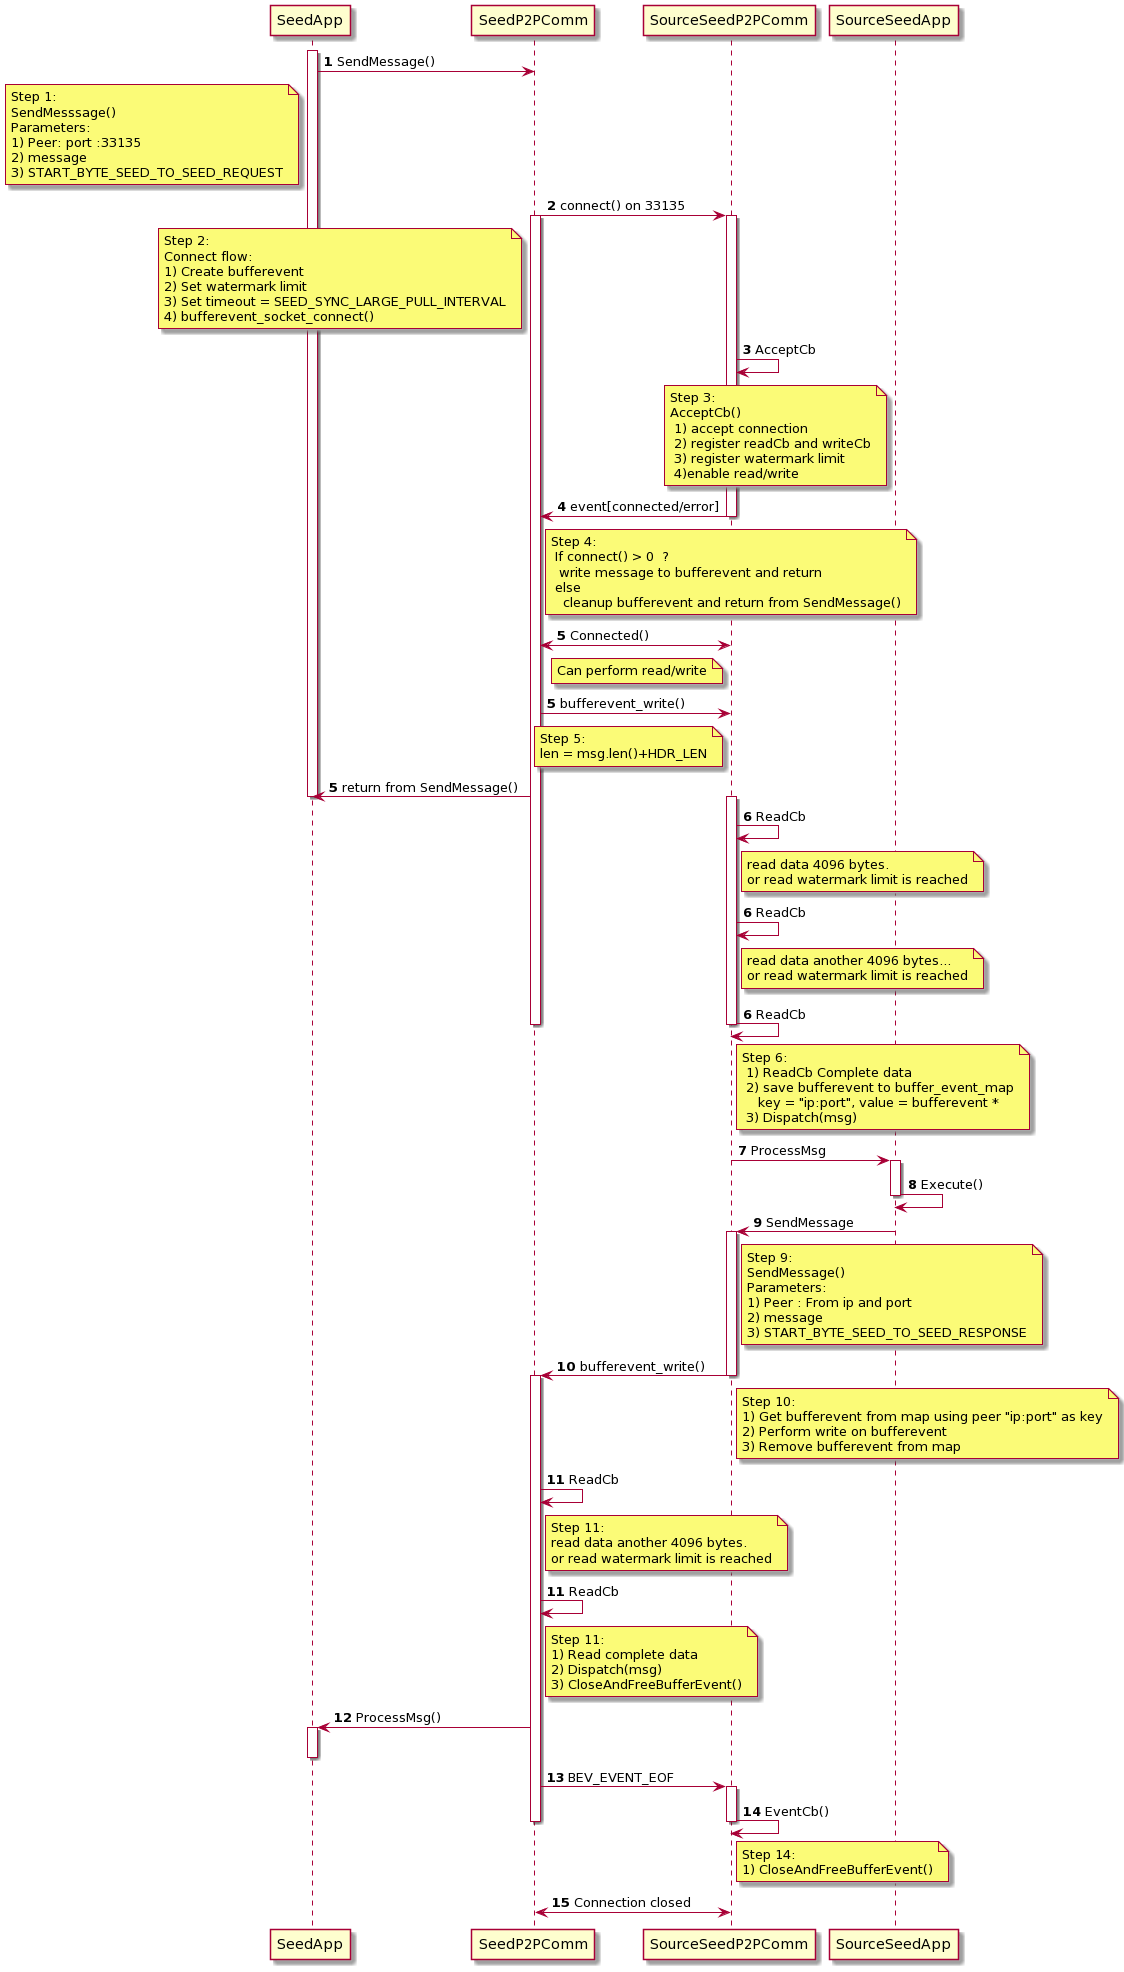 SeedApp
SeedP2PComm
SourceSeedP2PComm
SourceSeedApp
1 SendMessage()
Step 1:
SendMesssage()
Parameters:
1) Peer: port :33135
2) message
3) START_BYTE_SEED_TO_SEED_REQUEST
2 connect() on 33135
Step 2:
Connect flow:
1) Create bufferevent
2) Set watermark limit
3) Set timeout = SEED_SYNC_LARGE_PULL_INTERVAL
4) bufferevent_socket_connect()
3 AcceptCb
Step 3:
AcceptCb()
1) accept connection
2) register readCb and writeCb
3) register watermark limit
4)enable read/write
4 event[connected/error]
Step 4:
If connect() > 0 ?
write message to bufferevent and return
else
cleanup bufferevent and return from SendMessage()
5 Connected()
Can perform read/write
5 bufferevent_write()
Step 5:
len = msg.len()+HDR_LEN
5 return from SendMessage()
6 ReadCb
read data 4096 bytes.
or read watermark limit is reached
6 ReadCb
read data another 4096 bytes...
or read watermark limit is reached
6 ReadCb
Step 6:
1) ReadCb Complete data
2) save bufferevent to buffer_event_map
key = "ip:port", value = bufferevent *
3) Dispatch(msg)
7 ProcessMsg
8 Execute()
9 SendMessage
Step 9:
SendMessage()
Parameters:
1) Peer : From ip and port
2) message
3) START_BYTE_SEED_TO_SEED_RESPONSE
10 bufferevent_write()
Step 10:
1) Get bufferevent from map using peer "ip:port" as key
2) Perform write on bufferevent
3) Remove bufferevent from map
11 ReadCb
Step 11:
read data another 4096 bytes.
or read watermark limit is reached
11 ReadCb
Step 11:
1) Read complete data
2) Dispatch(msg)
3) CloseAndFreeBufferEvent()
12 ProcessMsg()
13 BEV_EVENT_EOF
14 EventCb()
Step 14:
1) CloseAndFreeBufferEvent()
15 Connection closed
SeedApp
SeedP2PComm
SourceSeedP2PComm
SourceSeedApp